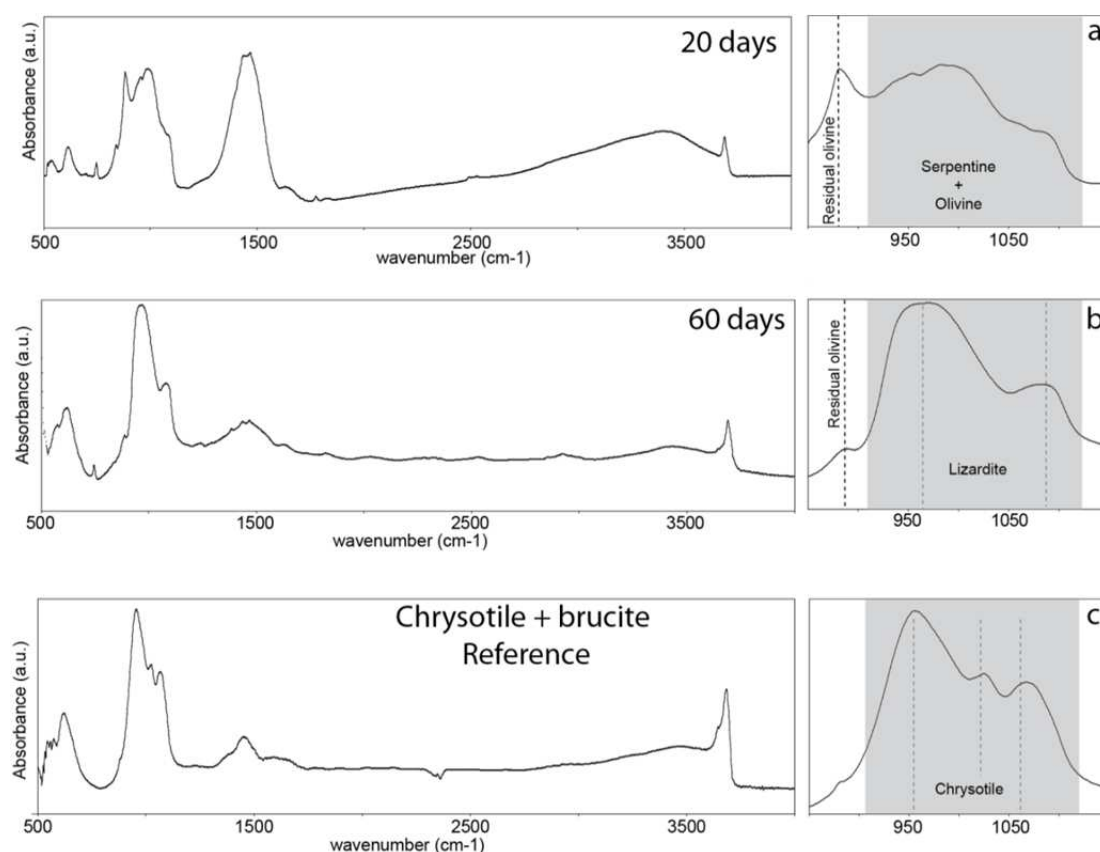 20 days
a
Absorbance (a.u.)
500 1500 2500 3500
wavenumber (cm-1)
Residual olivine
Serpentine
+
Olivine
950 1050
60 days
b
Absorbance (a.u.)
500 1500 2500 3500
wavenumber (cm-1)
Residual olivine
Lizardite
950 1050
Chrysotile + brucite
Reference
c
Absorbance (a.u.)
500 1500 2500 3500
wavenumber (cm-1)
Chrysotile
950 1050